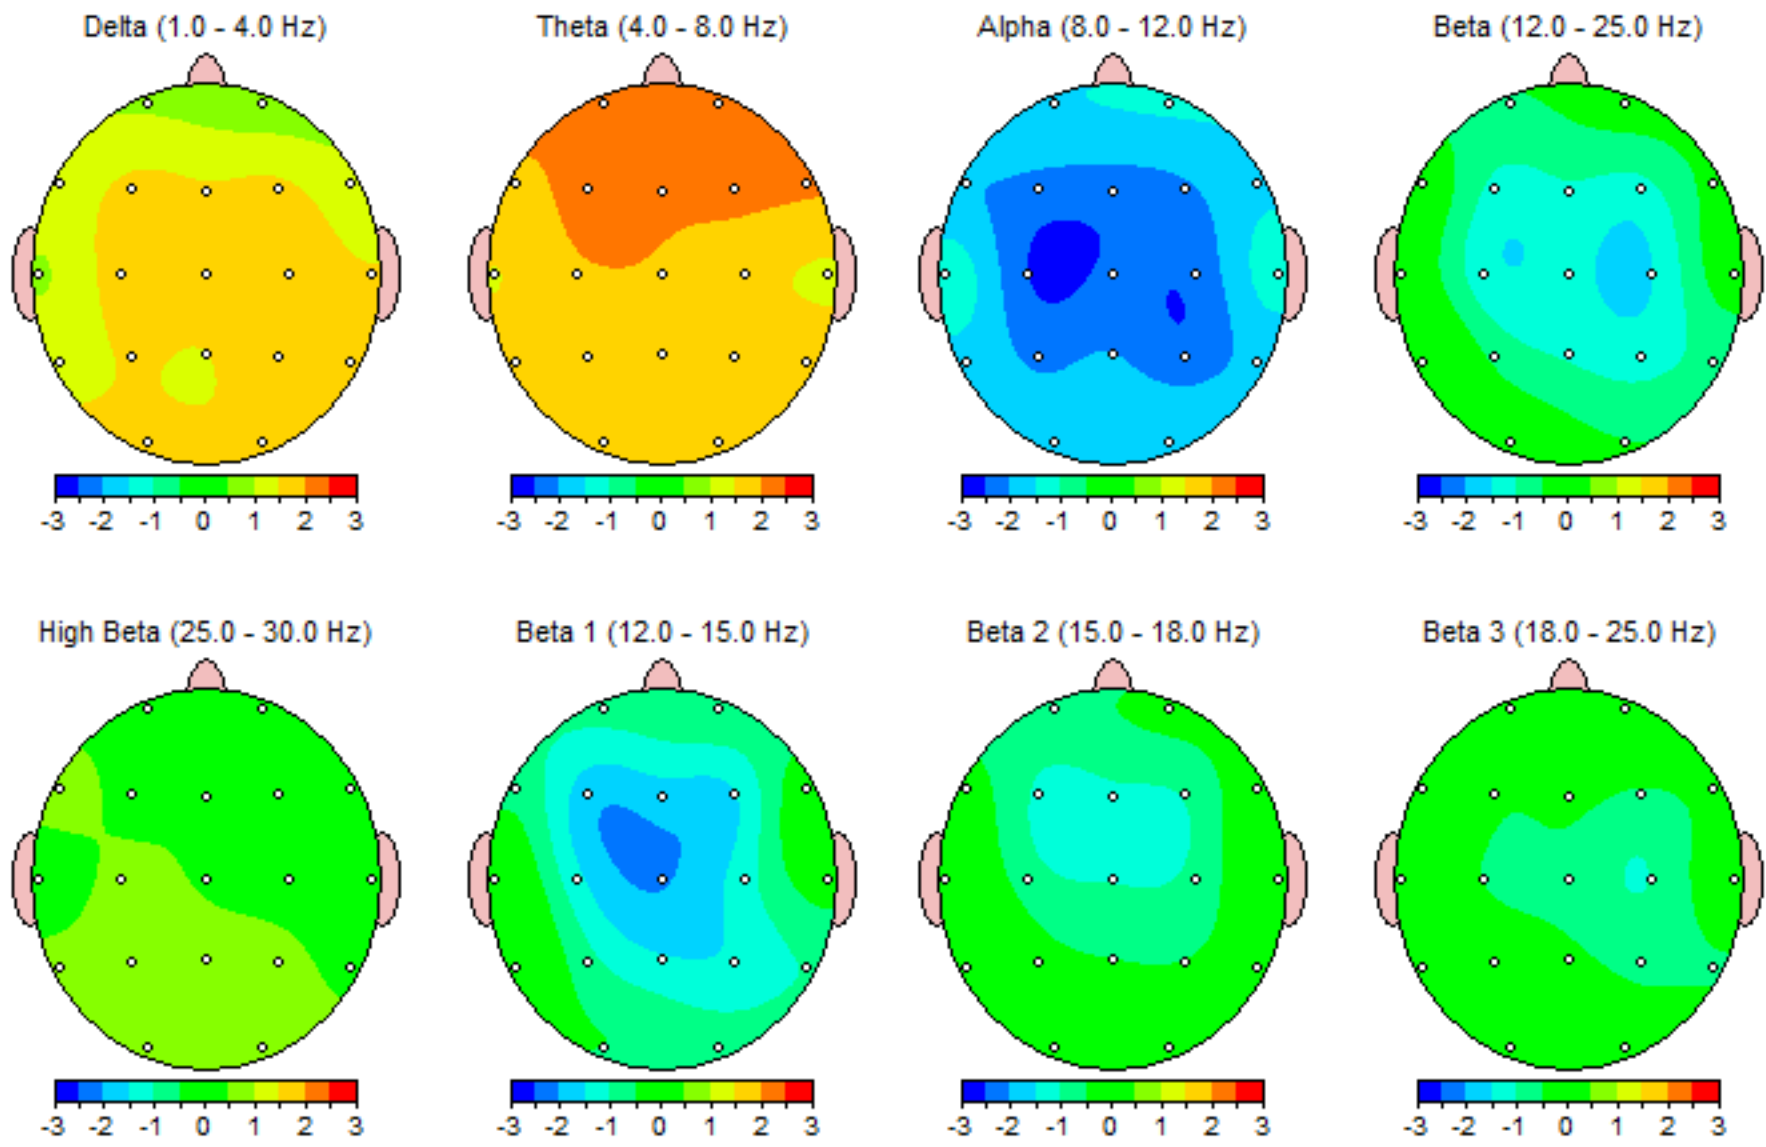 Delta (1.0 - 4.0 Hz)
Theta (4.0 - 8.0 Hz)
Alpha (8.0 - 12.0 Hz)
Beta (12.0 - 25.0 Hz)
-3 -2 -1 0 1 2 3
-3 -2 -1 0 1 2 3
-3 -2 -1 0 1 2 3
-3 -2 -1 0 1 2 3
High Beta (25.0 - 30.0 Hz)
Beta 1 (12.0 - 15.0 Hz)
Beta 2 (15.0 - 18.0 Hz)
Beta 3 (18.0 - 25.0 Hz)
-3 -2 -1 0 1 2 3
-3 -2 -1 0 1 2 3
-3 -2 -1 0 1 2 3
-3 -2 -1 0 1 2 3